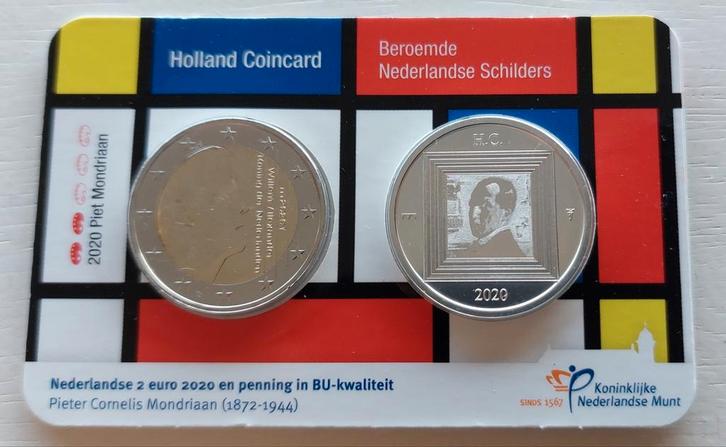 Holland Coincard
Beroemde
Nederlandse Schilders
2020 Piet Mondriaan
Willem-Alexander
Koning der Nederlanden
H.C.
2020
Nederlandse 2 euro 2020 en penning in BU-kwaliteit
Pieter Cornelis Mondriaan (1872-1944)
SINDS 1567
Koninklijke
Nederlandse Munt